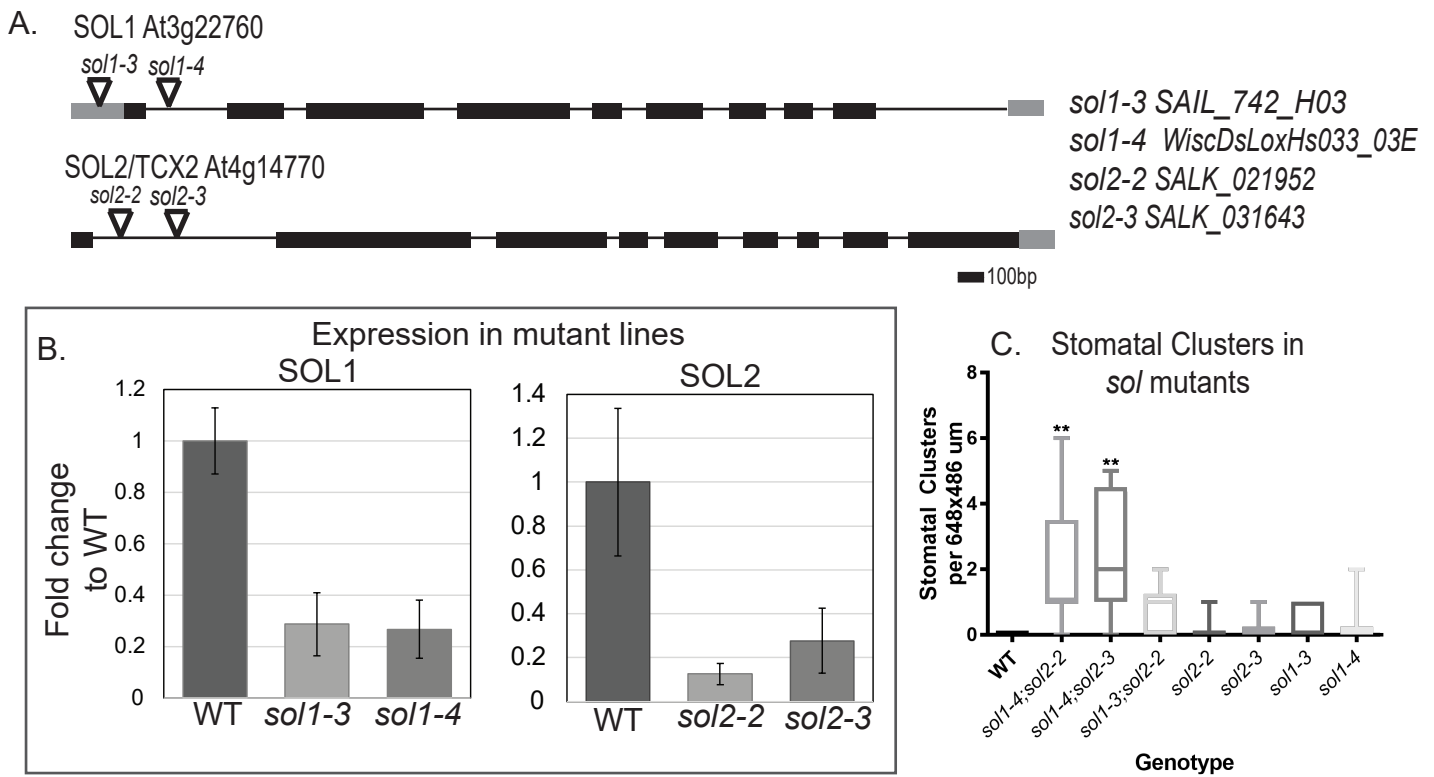 A.
SOL1 At3g22760
sol1-3 sol1-4
SOL2/TCX2 At4g14770
sol2-2 sol2-3
sol1-3 SAIL_742_H03
sol1-4 WiscDsLoxHs033_03E
sol2-2 SALK_021952
sol2-3 SALK_031643
100bp
B.
Expression in mutant lines
SOL1
Fold change
to WT
1.2
1
0.8
0.6
0.4
0.2
0
WT sol1-3 sol1-4
SOL2
1.4
1.2
1
0.8
0.6
0.4
0.2
0
WT sol2-2 sol2-3
C. Stomatal Clusters in
sol mutants
Stomatal Clusters
per 648x486 um
8
6
4
2
0
**
**
WT
sol1-4;sol2-2
sol1-4;sol2-3
sol1-3;sol2-2
sol2-2
sol2-3
sol1-3
sol1-4
Genotype